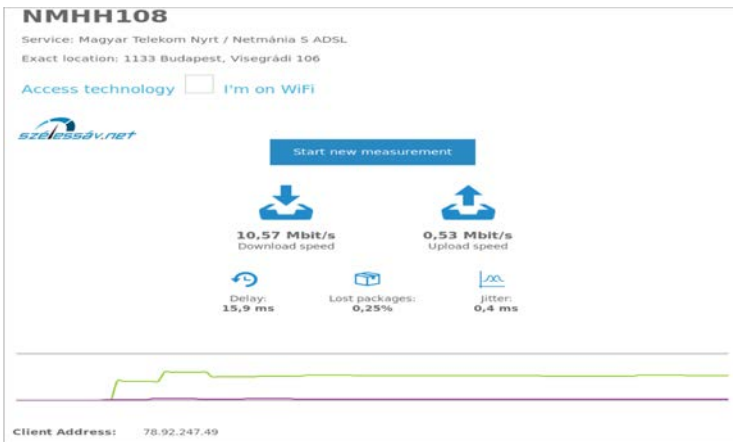 NMHH108
Service: Magyar Telekom Nyrt / Netmánia S ADSL
Exact location: 1133 Budapest, Visegrádi 106
Access technology I'm on WiFi
szélessáv.net
Start new measurement
10,57 Mbit/s 0,53 Mbit/s
Download speed Upload speed
Delay: Lost packages: Jitter:
15,9 ms 0,25% 0,4 ms
Client Address: 78.92.247.49